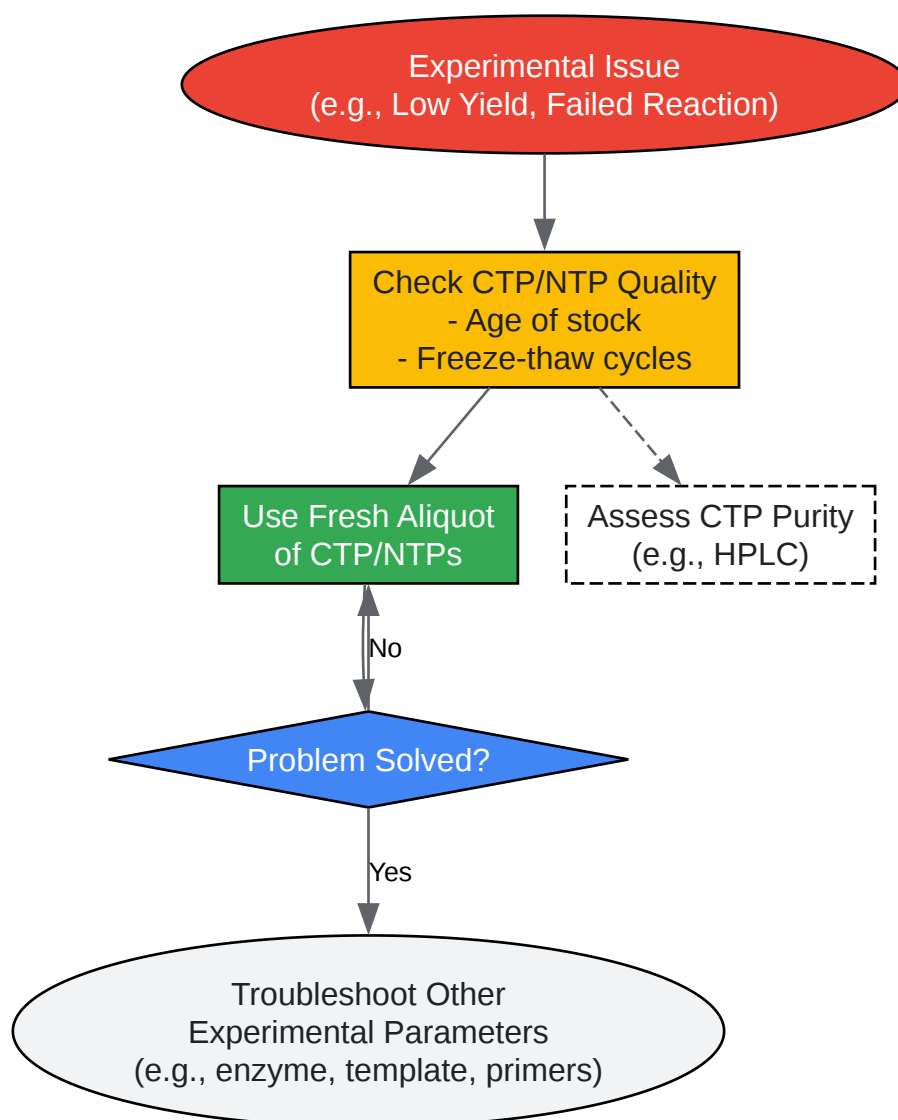 Experimental Issue
(e.g., Low Yield, Failed Reaction)
Check CTP/NTP Quality
- Age of stock
- Freeze-thaw cycles
Use Fresh Aliquot
of CTP/NTPs
Assess CTP Purity
(e.g., HPLC)
No
Problem Solved?
Yes
Troubleshoot Other
Experimental Parameters
(e.g., enzyme, template, primers)